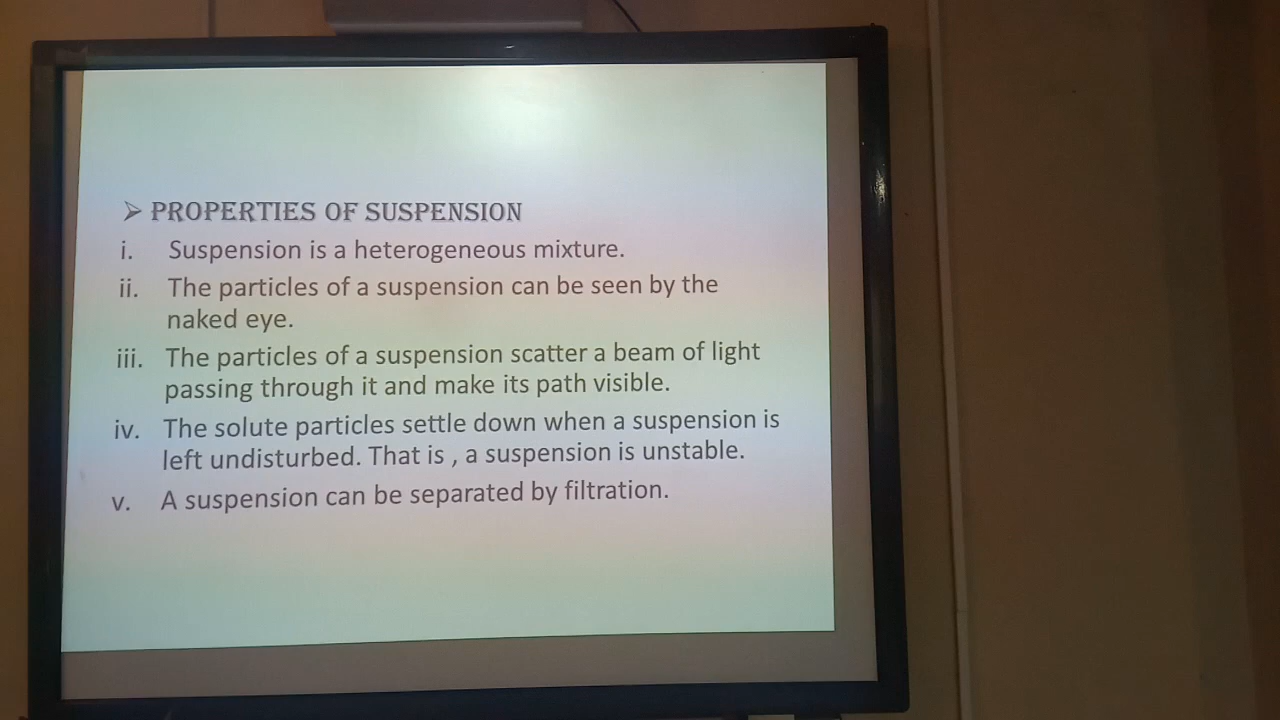 ➢ PROPERTIES OF SUSPENSION
i. Suspension is a heterogeneous mixture.
ii. The particles of a suspension can be seen by the
naked eye.
iii. The particles of a suspension scatter a beam of light
passing through it and make its path visible.
iv. The solute particles settle down when a suspension is
left undisturbed. That is , a suspension is unstable.
v. A suspension can be separated by filtration.